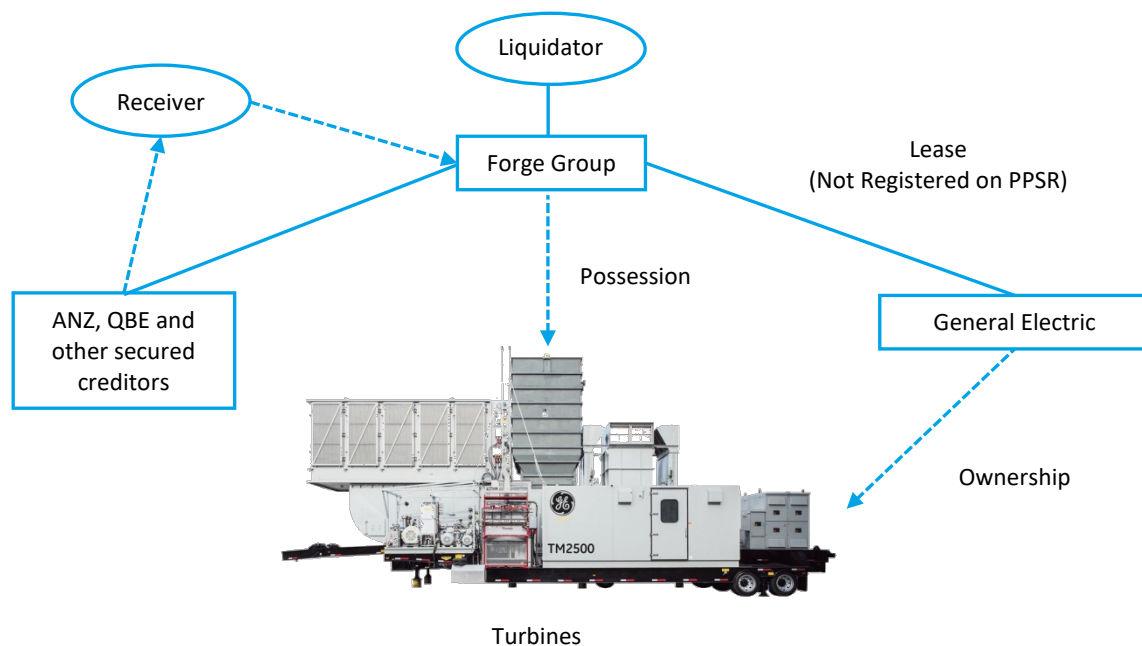 Liquidator
Receiver
Forge Group
Lease
(Not Registered on PPSR)
Possession
ANZ, QBE and
other secured
creditors
General Electric
Ownership
GE
TM2500
Turbines